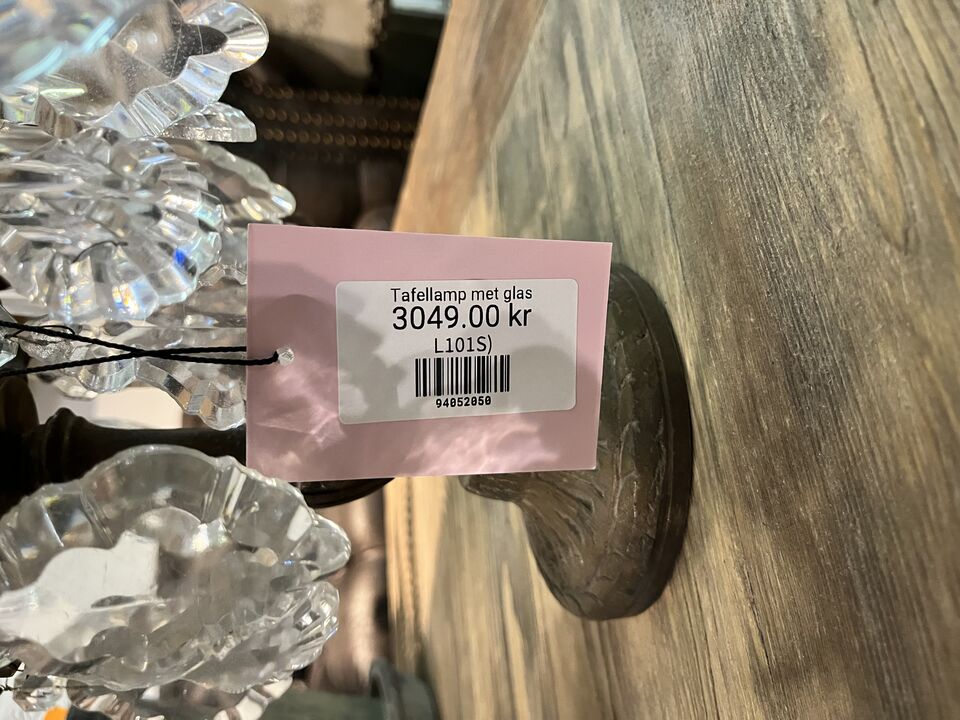 Tafellamp met glas
3049.00 kr
L101S)
94052050